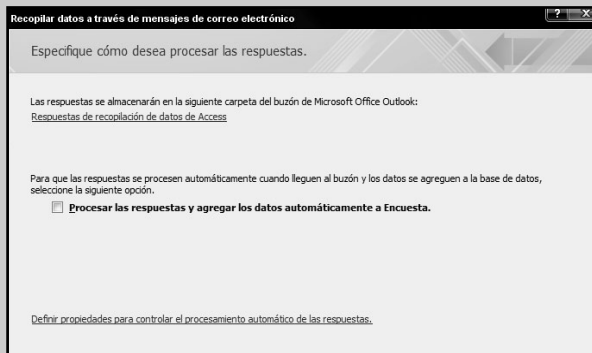 Recopilar datos a través de mensajes de correo electrónico
? X
Especifique cómo desea procesar las respuestas.
Las respuestas se almacenarán en la siguiente carpeta del buzón de Microsoft Office Outlook:
Respuestas de recopilación de datos de Access
Para que las respuestas se procesen automáticamente cuando lleguen al buzón y los datos se agreguen a la base de datos,
seleccione la siguiente opción.
Procesar las respuestas y agregar los datos automáticamente a Encuesta.
Definir propiedades para controlar el procesamiento automático de las respuestas.